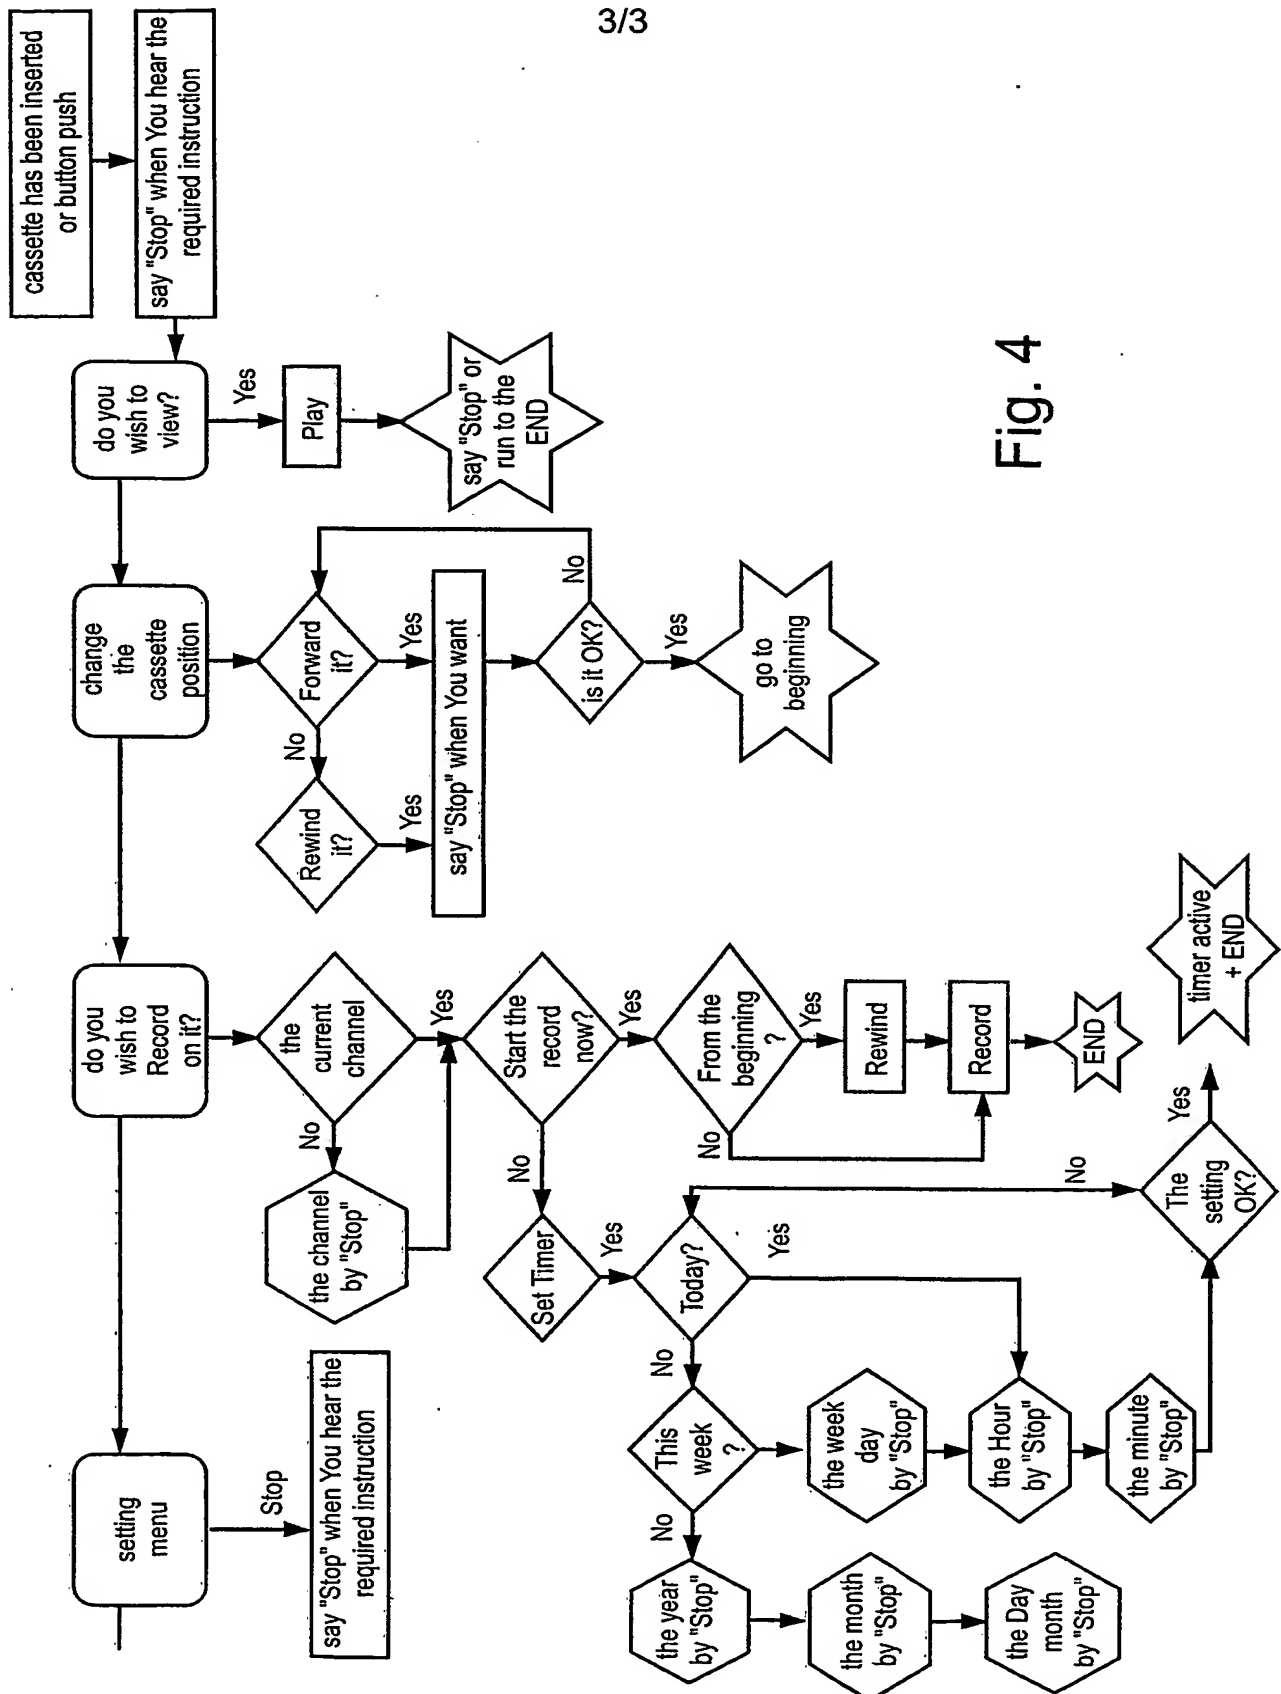 3/3
cassette has been inserted
or button push
say "Stop" when You hear the
required instruction
do you
wish to
view?
Yes
Play
say "Stop" or
run to the
END
change
the
cassette
position
Forward
it?
No
Yes
Rewind
it?
Yes
say "Stop" when You want
is it OK?
No
Yes
go to
beginning
do you
wish to
Record
on it?
the
current
channel
No
Yes
the channel
by "Stop"
Start the
record
now?
No
Yes
From the
beginning
?
No
Yes
Rewind
Record
END
Set Timer
Yes
Today?
Yes
No
This
week
?
No
the week
day
by "Stop"
the Hour
by "Stop"
the minute
by "Stop"
the year
by "Stop"
the month
by "Stop"
the Day
month
by "Stop"
The
setting
OK?
No
Yes
timer active
+ END
setting
menu
Stop
say "Stop" when You hear the
required instruction
Fig. 4